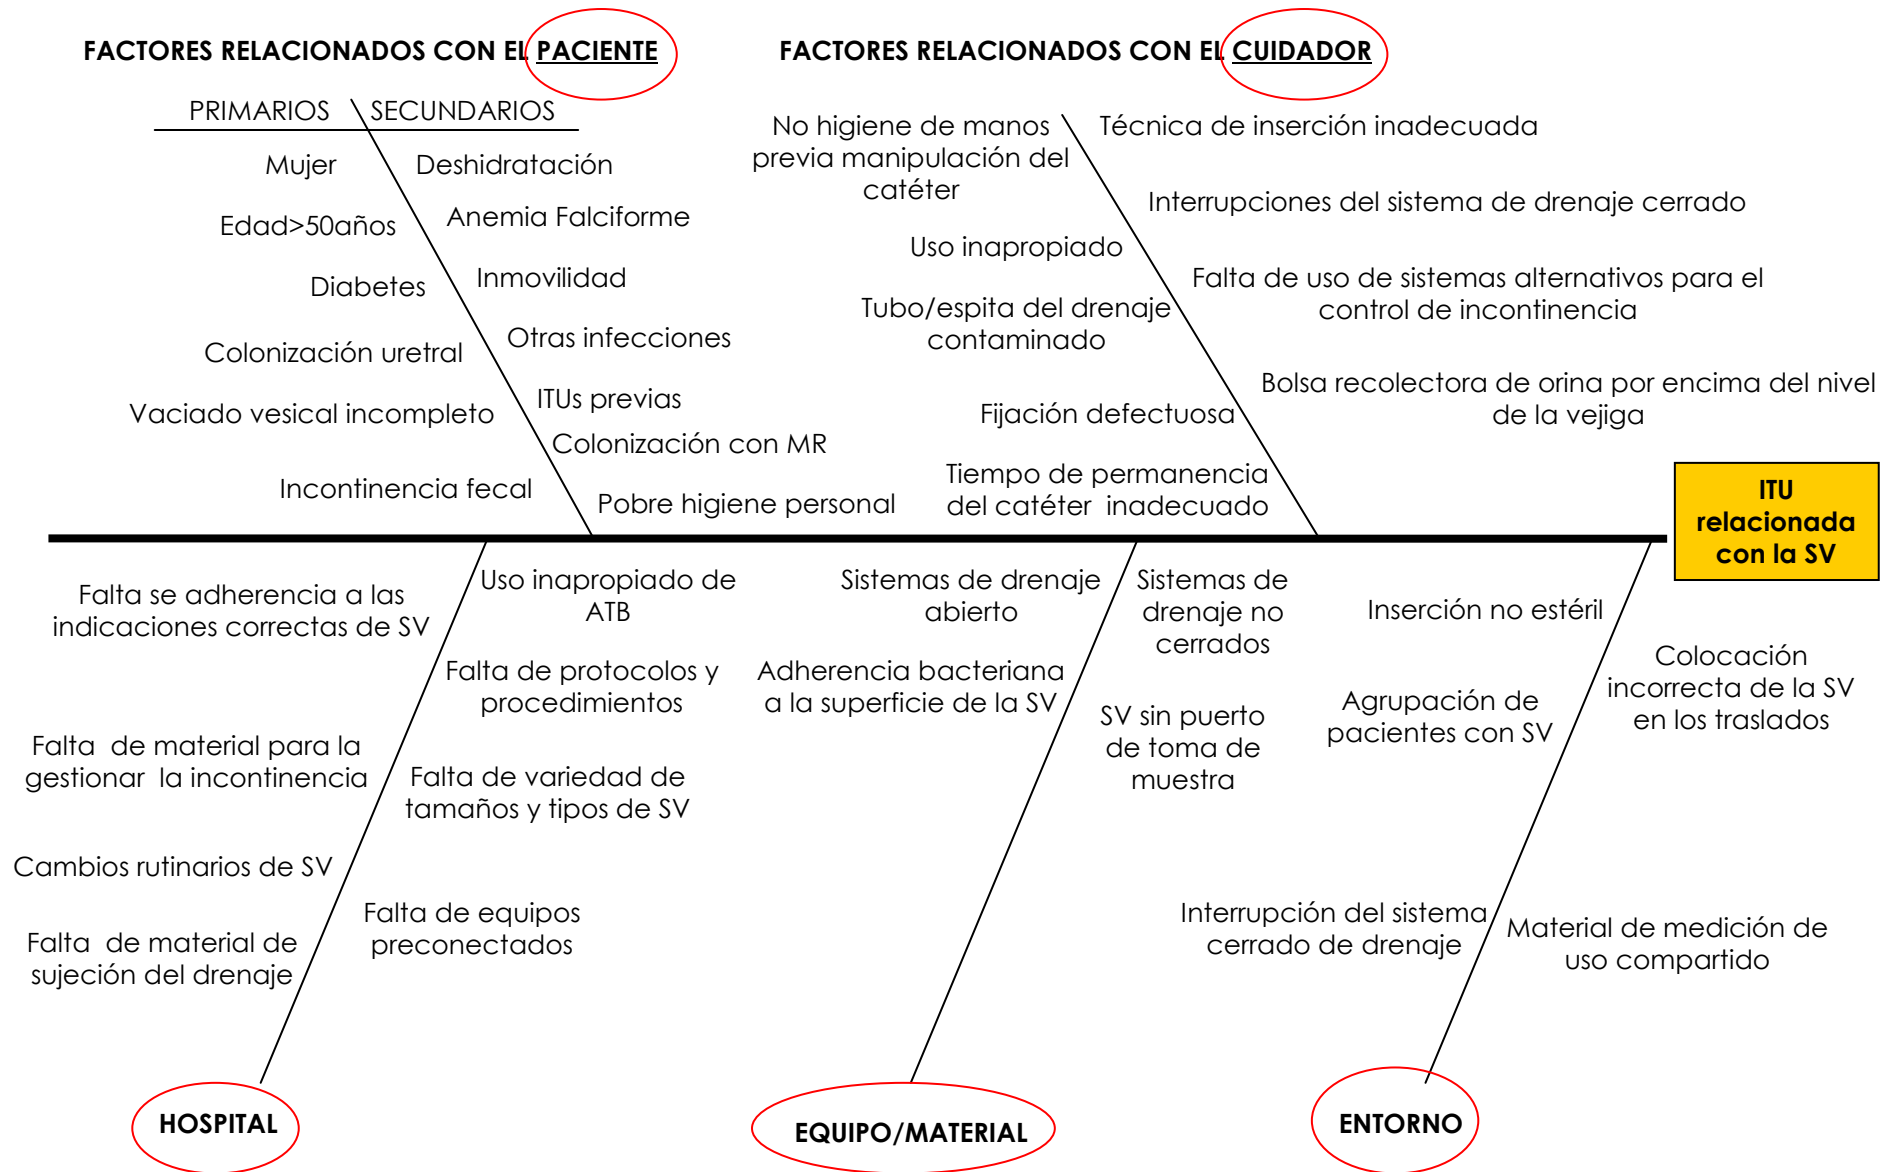 FACTORES RELACIONADOS CON EL PACIENTE
PRIMARIOS
SECUNDARIOS
Mujer
Edad>50años
Diabetes
Colonización uretral
Vaciado vesical incompleto
Incontinencia fecal
Deshidratación
Anemia Falciforme
Inmovilidad
Otras infecciones
ITUs previas
Colonización con MR
Pobre higiene personal
FACTORES RELACIONADOS CON EL CUIDADOR
No higiene de manos
previa manipulación del
catéter
Uso inapropiado
Tubo/espita del drenaje
contaminado
Fijación defectuosa
Tiempo de permanencia
del catéter inadecuado
Técnica de inserción inadecuada
Interrupciones del sistema de drenaje cerrado
Falta de uso de sistemas alternativos para el
control de incontinencia
Bolsa recolectora de orina por encima del nivel
de la vejiga
ITU
relacionada
con la SV
Falta se adherencia a las
indicaciones correctas de SV
Falta de material para la
gestionar la incontinencia
Cambios rutinarios de SV
Falta de material de
sujeción del drenaje
Uso inapropiado de
ATB
Falta de protocolos y
procedimientos
Falta de variedad de
tamaños y tipos de SV
Falta de equipos
preconectados
HOSPITAL
Sistemas de drenaje
abierto
Adherencia bacteriana
a la superficie de la SV
Sistemas de
drenaje no
cerrados
SV sin puerto
de toma de
muestra
EQUIPO/MATERIAL
Inserción no estéril
Agrupación de
pacientes con SV
Interrupción del sistema
cerrado de drenaje
Colocación
incorrecta de la SV
en los traslados
Material de medición de
uso compartido
ENTORNO